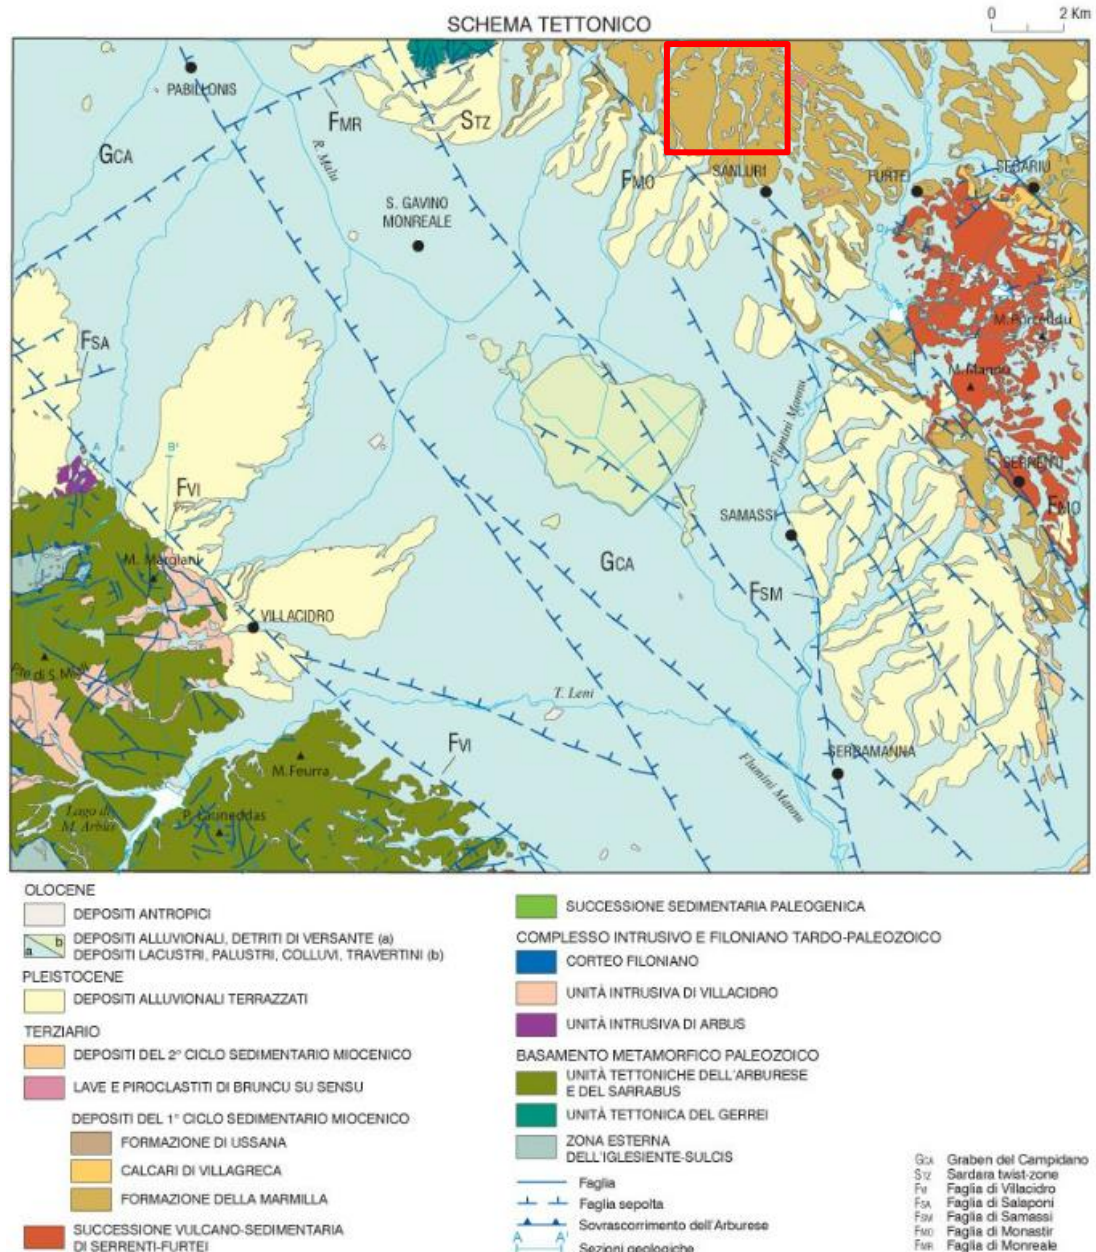 SCHEMA TETTONICO
0 2 Km
PABILLONIS
FMR
STZ
GCA
R. Malu
FMO
SANLURI
FURTEI
SEGARIU
S. GAVINO
MONREALE
FSA
M. Porceddu
M. Mannu
Flumini Mannu
A
B'
FVI
SERRENTI
FMO
SAMASSI
M. Margiani
GCA
FSM
VILLACIDRO
T. Leni
FVI
SERRAMANNA
M. Feurra
Flumini Mannu
Lago di
M. Arbus
P. Launeddas
OLOCENE
DEPOSITI ANTROPICI
a b DEPOSITI ALLUVIONALI, DETRITI DI VERSANTE (a)
DEPOSITI LACUSTRI, PALUSTRI, COLLUVI, TRAVERTINI (b)
PLEISTOCENE
DEPOSITI ALLUVIONALI TERRAZZATI
TERZIARIO
DEPOSITI DEL 2° CICLO SEDIMENTARIO MIOCENICO
LAVE E PIROCLASTITI DI BRUNCU SU SENSU
DEPOSITI DEL 1° CICLO SEDIMENTARIO MIOCENICO
FORMAZIONE DI USSANA
CALCARI DI VILLAGRECA
FORMAZIONE DELLA MARMILLA
SUCCESSIONE VULCANO-SEDIMENTARIA
DI SERRENTI-FURTEI
SUCCESSIONE SEDIMENTARIA PALEOGENICA
COMPLESSO INTRUSIVO E FILONIANO TARDO-PALEOZOICO
CORTEO FILONIANO
UNITÀ INTRUSIVA DI VILLACIDRO
UNITÀ INTRUSIVA DI ARBUS
BASAMENTO METAMORFICO PALEOZOICO
UNITÀ TETTONICHE DELL'ARBURESE
E DEL SARRABUS
UNITÀ TETTONICA DEL GERREI
ZONA ESTERNA
DELL'IGLESIENTE-SULCIS
Faglia
Faglia sepolta
Sovrascorrimento dell'Arburese
A A'
Sezioni geologiche
GCA Graben del Campidano
STZ Sardara twist-zone
FVI Faglia di Villacidro
FSA Faglia di Salaponi
FSM Faglia di Samassi
FMO Faglia di Monastir
FMR Faglia di Monreale